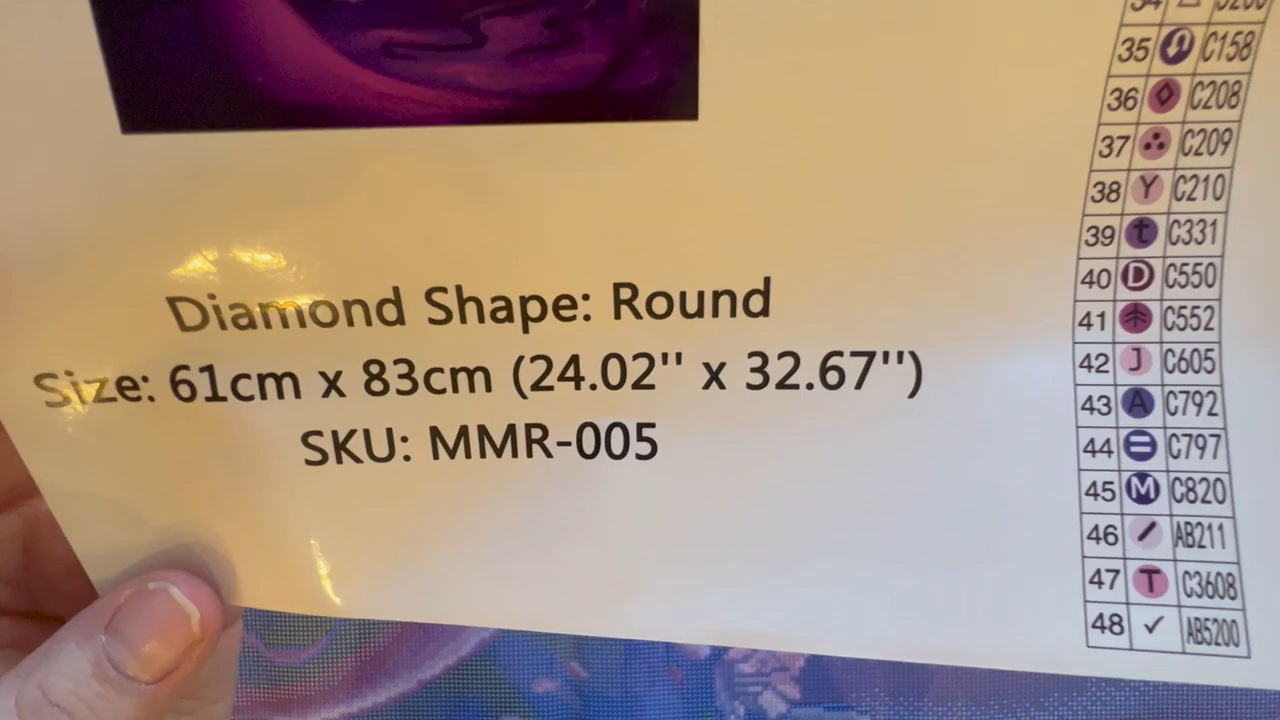 Diamond Shape: Round
Size: 61cm x 83cm (24.02'' x 32.67'')
SKU: MMR-005
35 C158
36 ◇ C208
37 ∴ C209
38 Y C210
39 t C331
40 D C550
41 C552
42 J C605
43 A C792
44 = C797
45 M C820
46 / AB211
47 T C3608
48 ✓ AB5200